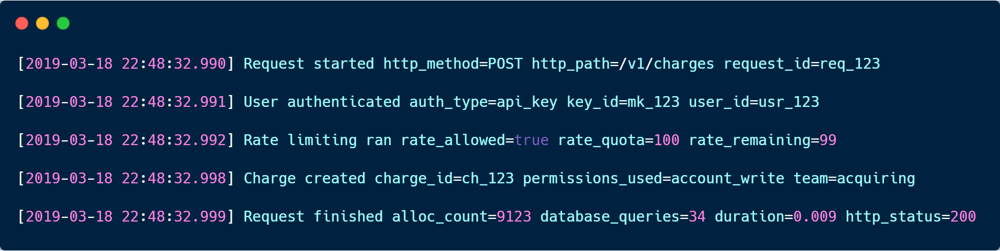 [2019-03-18 22:48:32.990] Request started http_method=POST http_path=/v1/charges request_id=req_123
[2019-03-18 22:48:32.991] User authenticated auth_type=api_key key_id=mk_123 user_id=usr_123
[2019-03-18 22:48:32.992] Rate limiting ran rate_allowed=true rate_quota=100 rate_remaining=99
[2019-03-18 22:48:32.998] Charge created charge_id=ch_123 permissions_used=account_write team=acquiring
[2019-03-18 22:48:32.999] Request finished alloc_count=9123 database_queries=34 duration=0.009 http_status=200